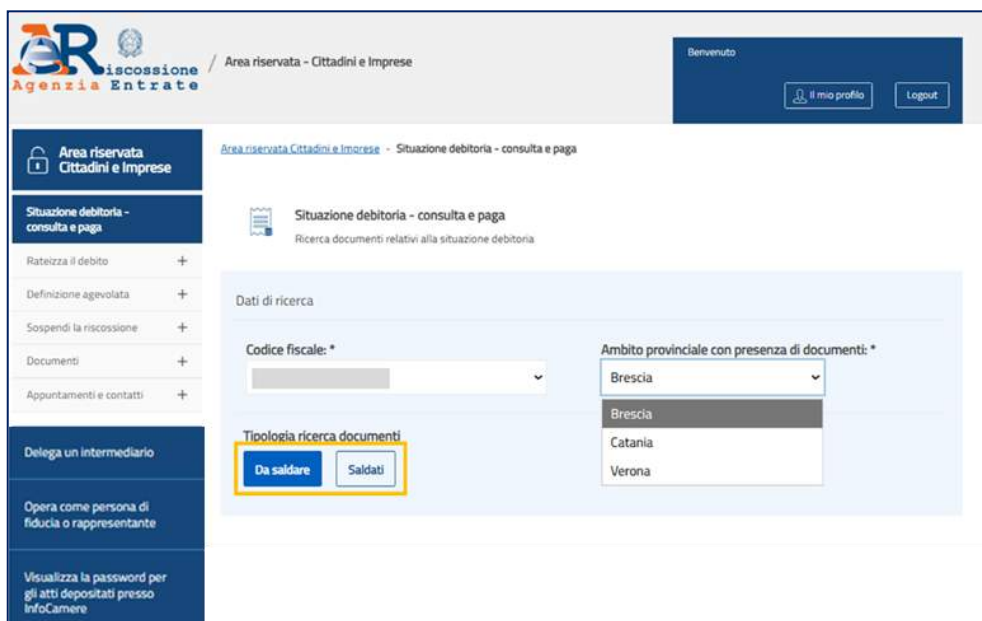 AR
iscossione
Agenzia Entrate
/ Area riservata - Cittadini e Imprese
Benvenuto
Il mio profilo
Logout
Area riservata
Cittadini e Imprese
Area riservata Cittadini e Imprese - Situazione debitoria - consulta e paga
Situazione debitoria -
consulta e paga
Rateizza il debito +
Definizione agevolata +
Sospendi la riscossione +
Documenti +
Appuntamenti e contatti +
Delega un intermediario
Opera come persona di
fiducia o rappresentante
Visualizza la password per
gli atti depositati presso
InfoCamere
Situazione debitoria - consulta e paga
Ricerca documenti relativi alla situazione debitoria
Dati di ricerca
Codice fiscale: *
Ambito provinciale con presenza di documenti: *
Brescia
Brescia
Catania
Verona
Tipologia ricerca documenti
Da saldare
Saldati